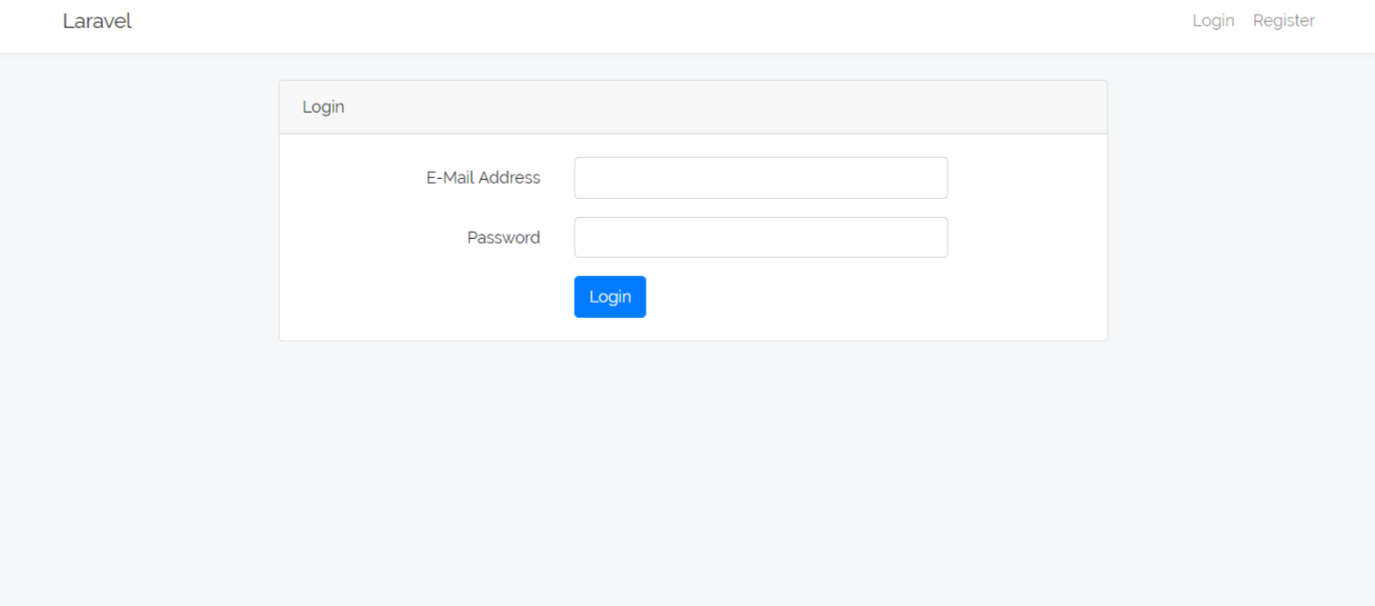 Laravel
Login Register
Login
E-Mail Address
Password
Login